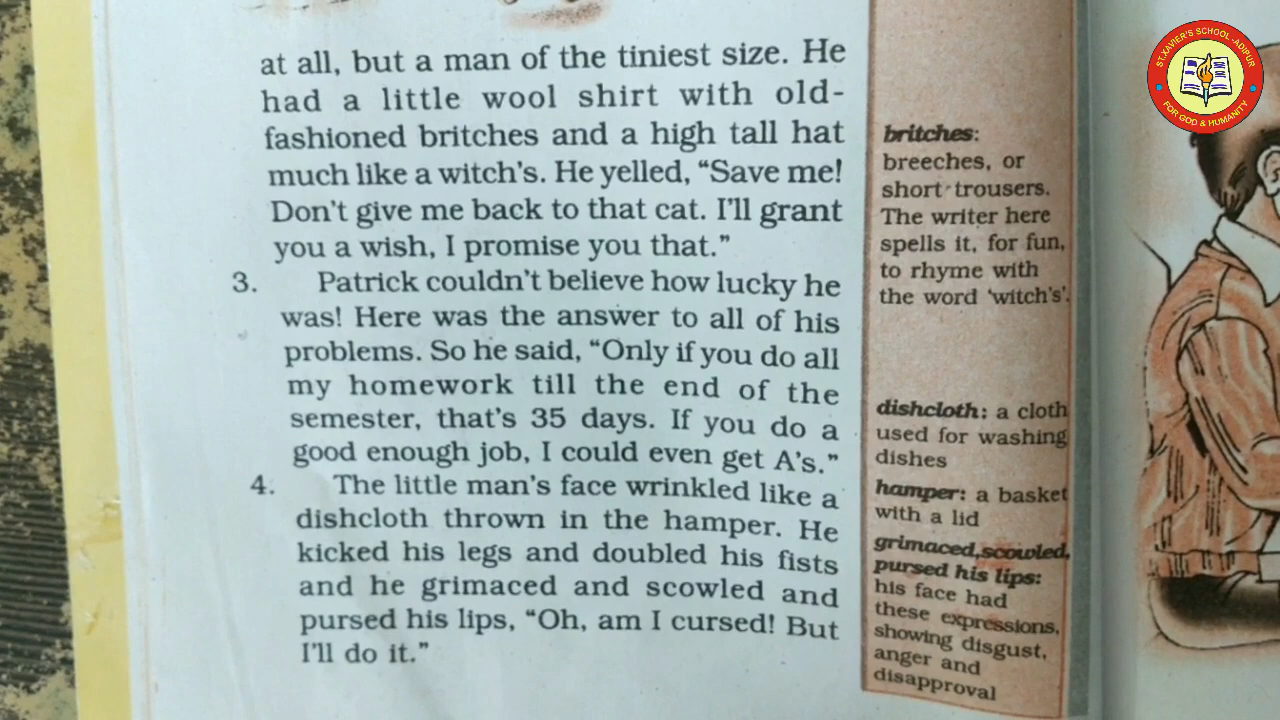 at all, but a man of the tiniest size. He
had a little wool shirt with old-
fashioned britches and a high tall hat
much like a witch's. He yelled, “Save me!
Don't give me back to that cat. I'll grant
you a wish, I promise you that.”
3. Patrick couldn't believe how lucky he
was! Here was the answer to all of his
problems. So he said, “Only if you do all
my homework till the end of the
semester, that's 35 days. If you do a
good enough job, I could even get A's.”
4. The little man's face wrinkled like a
dishcloth thrown in the hamper. He
kicked his legs and doubled his fists
and he grimaced and scowled and
pursed his lips, “Oh, am I cursed! But
I'll do it.”
britches:
breeches, or
short trousers.
The writer here
spells it, for fun,
to rhyme with
the word ‘witch's’.
dishcloth: a cloth
used for washing
dishes
hamper: a basket
with a lid
grimaced,scowled,
pursed his lips:
his face had
these expressions,
showing disgust,
anger and
disapproval
ST.XAVIER'S SCHOOL-ADIPUR
FOR GOD & HUMANITY